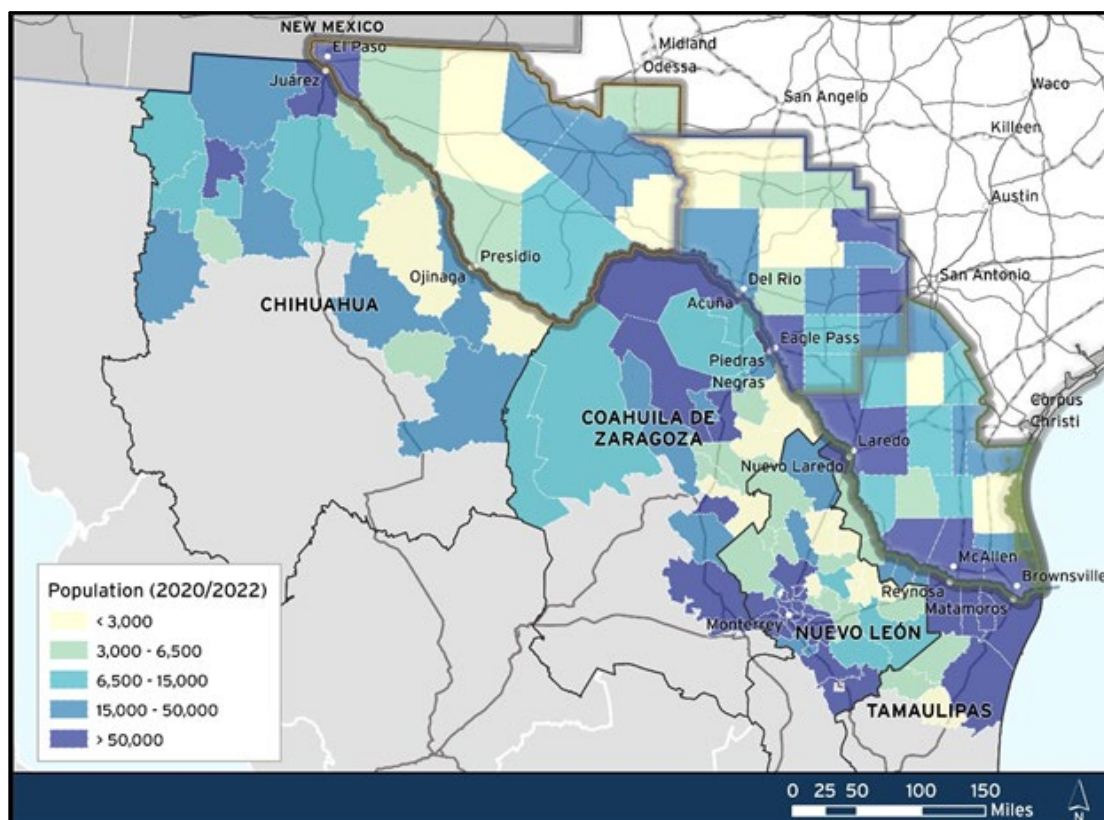 NEW MEXICO
El Paso
Juárez
Midland
Odessa
San Angelo
Waco
Killeen
Austin
San Antonio
Presidio
Ojinaga
CHIHUAHUA
Del Rio
Acuña
Eagle Pass
Piedras
Negras
COAHUILA DE
ZARAGOZA
Corpus
Christi
Laredo
Nuevo Laredo
McAllen
Brownsville
Reynosa
Matamoros
Monterrey
NUEVO LEÓN
TAMAULIPAS
Population (2020/2022)
< 3,000
3,000 - 6,500
6,500 - 15,000
15,000 - 50,000
> 50,000
0 25 50 100 150
Miles
N